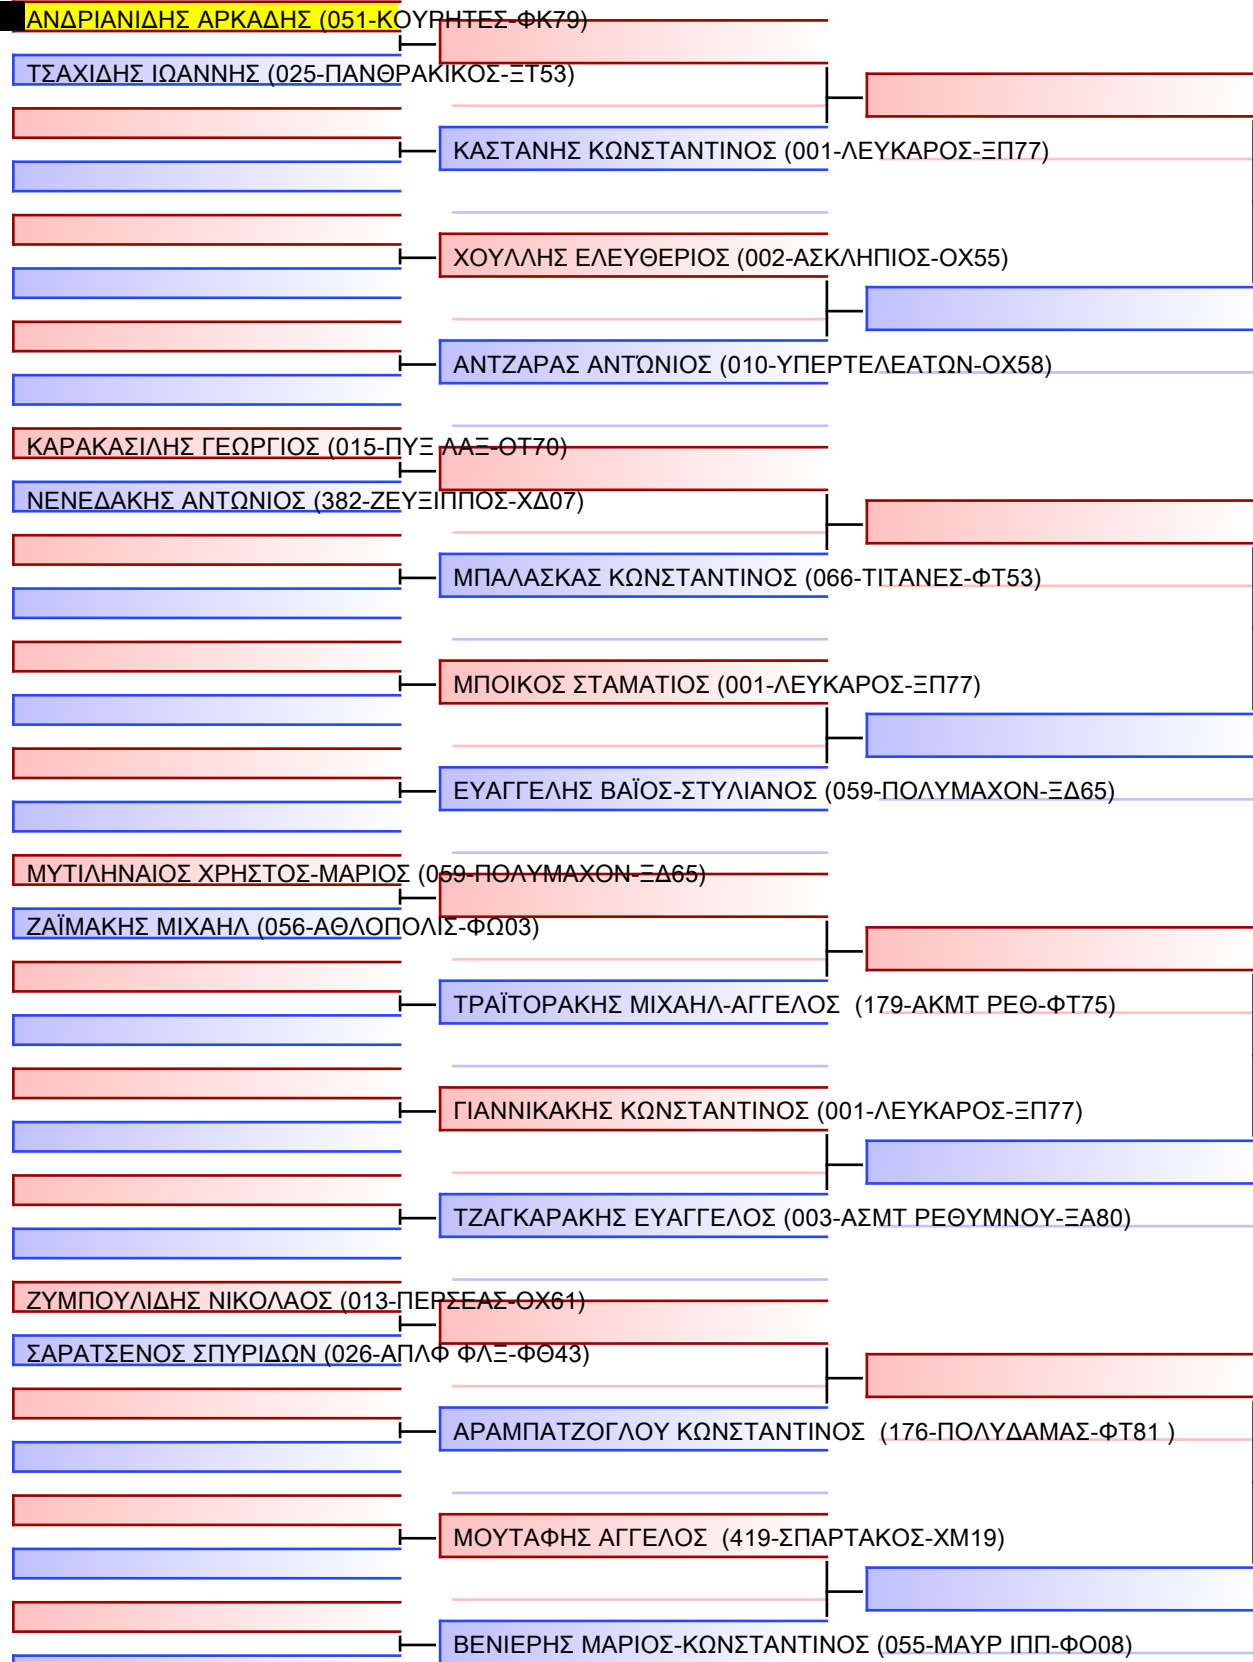 ΑΝΔΡΙΑΝΙΔΗΣ ΑΡΚΑΔΗΣ (051-ΚΟΥΡΗΤΕΣ-ΦΚ79)
ΤΣΑΧΙΔΗΣ ΙΩΑΝΝΗΣ (025-ΠΑΝΘΡΑΚΙΚΟΣ-ΞΤ53)
ΚΑΣΤΑΝΗΣ ΚΩΝΣΤΑΝΤΙΝΟΣ (001-ΛΕΥΚΑΡΟΣ-ΞΠ77)
ΧΟΥΛΛΗΣ ΕΛΕΥΘΕΡΙΟΣ (002-ΑΣΚΛΗΠΙΟΣ-ΟΧ55)
ΑΝΤΖΑΡΑΣ ΑΝΤΏΝΙΟΣ (010-ΥΠΕΡΤΕΛΕΑΤΩΝ-ΟΧ58)
ΚΑΡΑΚΑΣΙΛΗΣ ΓΕΩΡΓΙΟΣ (015-ΠΥΞ ΛΑΞ-ΟΤ70)
ΝΕΝΕΔΑΚΗΣ ΑΝΤΩΝΙΟΣ (382-ΖΕΥΞΙΠΠΟΣ-ΧΔ07)
ΜΠΑΛΑΣΚΑΣ ΚΩΝΣΤΑΝΤΙΝΟΣ (066-ΤΙΤΑΝΕΣ-ΦΤ53)
ΜΠΟΙΚΟΣ ΣΤΑΜΑΤΙΟΣ (001-ΛΕΥΚΑΡΟΣ-ΞΠ77)
ΕΥΑΓΓΕΛΗΣ ΒΑΪΟΣ-ΣΤΥΛΙΑΝΟΣ (059-ΠΟΛΥΜΑΧΟΝ-ΞΔ65)
ΜΥΤΙΛΗΝΑΙΟΣ ΧΡΗΣΤΟΣ-ΜΑΡΙΟΣ (059-ΠΟΛΥΜΑΧΟΝ-ΞΔ65)
ΖΑΪΜΑΚΗΣ ΜΙΧΑΗΛ (056-ΑΘΛΟΠΟΛΙΣ-ΦΩ03)
ΤΡΑΪΤΟΡΑΚΗΣ ΜΙΧΑΗΛ-ΑΓΓΕΛΟΣ (179-ΑΚΜΤ ΡΕΘ-ΦΤ75)
ΓΙΑΝΝΙΚΑΚΗΣ ΚΩΝΣΤΑΝΤΙΝΟΣ (001-ΛΕΥΚΑΡΟΣ-ΞΠ77)
ΤΖΑΓΚΑΡΑΚΗΣ ΕΥΑΓΓΕΛΟΣ (003-ΑΣΜΤ ΡΕΘΥΜΝΟΥ-ΞΑ80)
ΖΥΜΠΟΥΛΙΔΗΣ ΝΙΚΟΛΑΟΣ (013-ΠΕΡΣΕΑΣ-ΟΧ61)
ΣΑΡΑΤΣΕΝΟΣ ΣΠΥΡΙΔΩΝ (026-ΑΠΛΦ ΦΛΞ-ΦΘ43)
ΑΡΑΜΠΑΤΖΟΓΛΟΥ ΚΩΝΣΤΑΝΤΙΝΟΣ (176-ΠΟΛΥΔΑΜΑΣ-ΦΤ81 )
ΜΟΥΤΑΦΗΣ ΑΓΓΕΛΟΣ (419-ΣΠΑΡΤΑΚΟΣ-ΧΜ19)
ΒΕΝΙΕΡΗΣ ΜΑΡΙΟΣ-ΚΩΝΣΤΑΝΤΙΝΟΣ (055-ΜΑΥΡ ΙΠΠ-ΦΟ08)